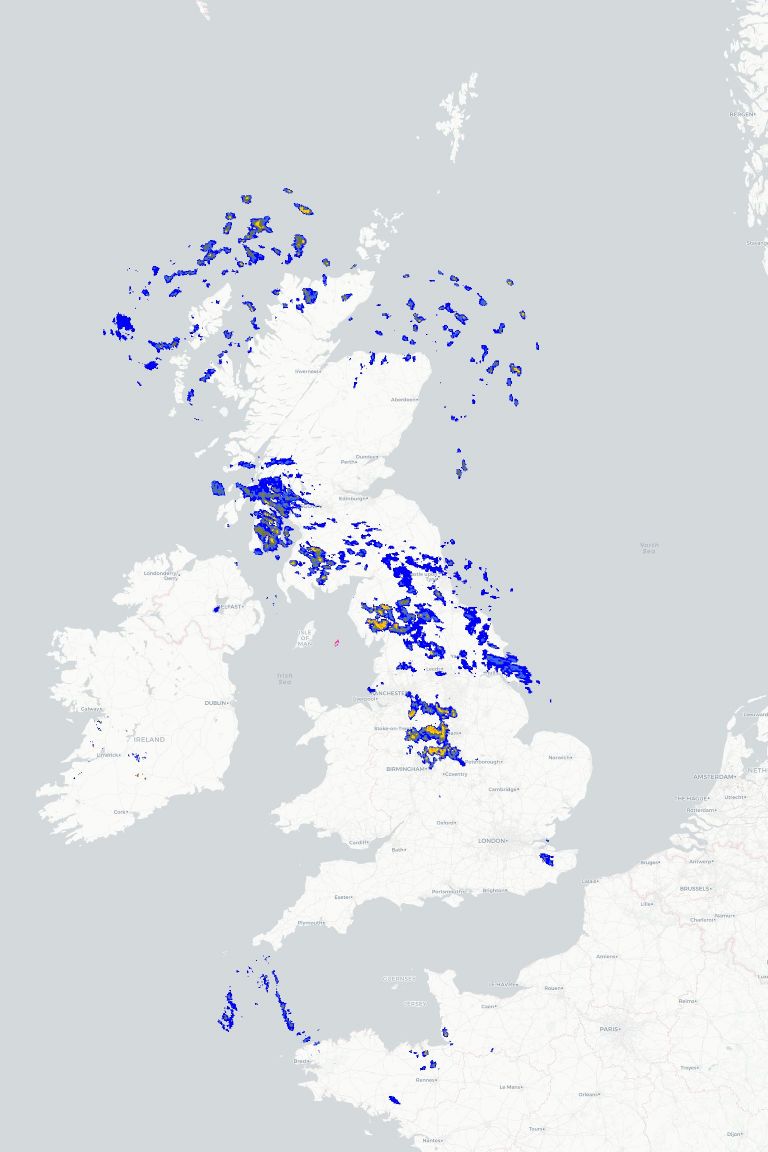 BERGEN
Inverness
Aberdeen
Dundee
Perth
Edinburgh
North
Sea
Londonderry/
Derry
BELFAST
ISLE
OF
MAN
Irish
Sea
Leeds
MANCHESTER
Liverpool
DUBLIN
Galway
IRELAND
Limerick
Cork
Stoke-on-Tre
BIRMINGHAM
Coventry
Peterborough
Norwich
Cambridge
Oxford
LONDON
Cardiff
Bath
AMSTERDAM
THE HAGUE
Utrecht
Rotterdam
NETH
Leeuward
Exeter
Plymouth
Portsmouth
Brighton
Calais
Bruges
Antwerp
BRUSSELS
Lille
Charleroi
Namur
GUERNSEY
JERSEY
LE HAVRE
Rouen
Amiens
Caen
Reims
PARIS
Brest
Rennes
Le Mans
Orléans
Troyes
Tours
Nantes
Dijon